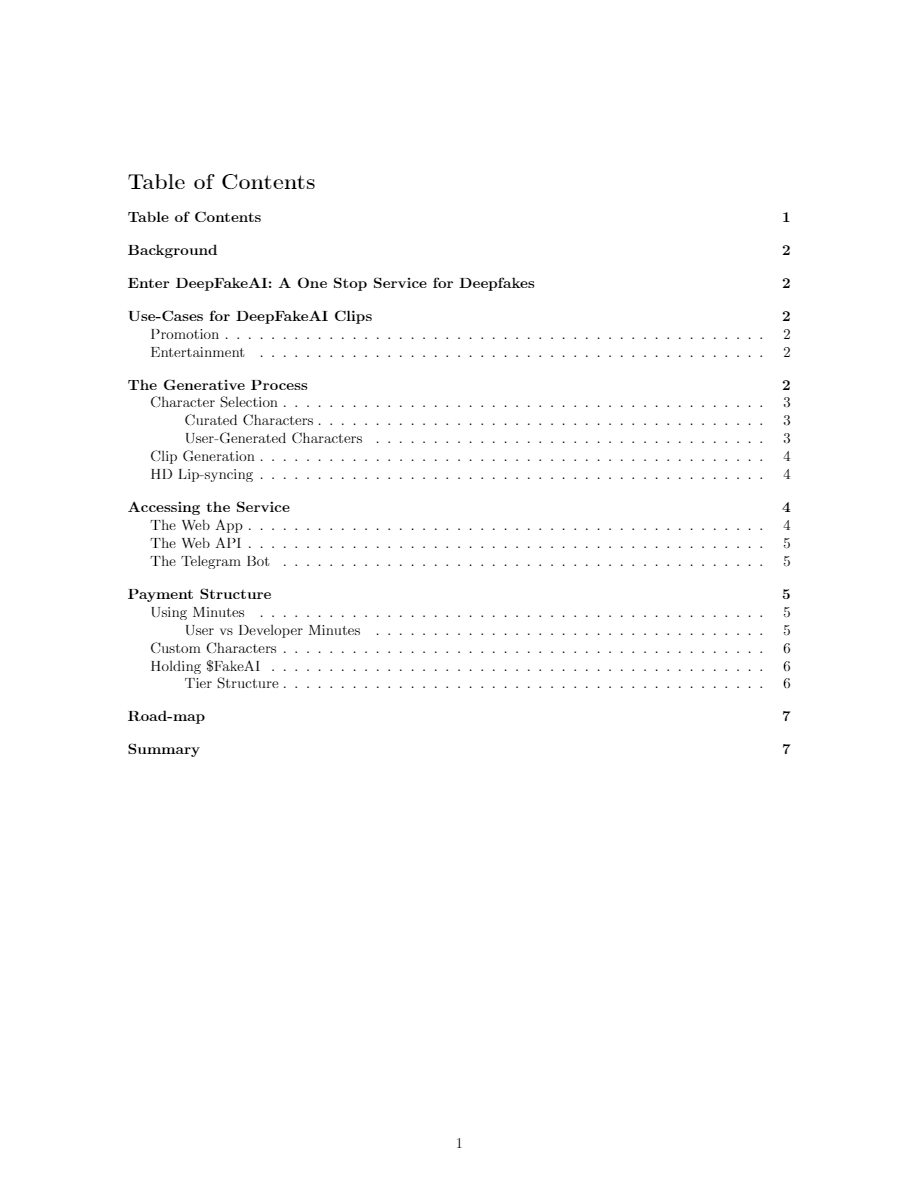 Table of Contents
Table of Contents 1
Background 2
Enter DeepFakeAI: A One Stop Service for Deepfakes 2
Use-Cases for DeepFakeAI Clips 2
Promotion . . . . . . . . . . . . . . . . . . . . . . . . . . . . . . . . . . . . . . . . . . . . . . . 2
Entertainment . . . . . . . . . . . . . . . . . . . . . . . . . . . . . . . . . . . . . . . . . . . . 2
The Generative Process 2
Character Selection . . . . . . . . . . . . . . . . . . . . . . . . . . . . . . . . . . . . . . . . . . 3
Curated Characters . . . . . . . . . . . . . . . . . . . . . . . . . . . . . . . . . . . . . . . 3
User-Generated Characters . . . . . . . . . . . . . . . . . . . . . . . . . . . . . . . . . . 3
Clip Generation . . . . . . . . . . . . . . . . . . . . . . . . . . . . . . . . . . . . . . . . . . . . 4
HD Lip-syncing . . . . . . . . . . . . . . . . . . . . . . . . . . . . . . . . . . . . . . . . . . . . 4
Accessing the Service 4
The Web App . . . . . . . . . . . . . . . . . . . . . . . . . . . . . . . . . . . . . . . . . . . . . 4
The Web API . . . . . . . . . . . . . . . . . . . . . . . . . . . . . . . . . . . . . . . . . . . . . 5
The Telegram Bot . . . . . . . . . . . . . . . . . . . . . . . . . . . . . . . . . . . . . . . . . . 5
Payment Structure 5
Using Minutes . . . . . . . . . . . . . . . . . . . . . . . . . . . . . . . . . . . . . . . . . . . . 5
User vs Developer Minutes . . . . . . . . . . . . . . . . . . . . . . . . . . . . . . . . . . 5
Custom Characters . . . . . . . . . . . . . . . . . . . . . . . . . . . . . . . . . . . . . . . . . . 6
Holding $FakeAI . . . . . . . . . . . . . . . . . . . . . . . . . . . . . . . . . . . . . . . . . . . 6
Tier Structure . . . . . . . . . . . . . . . . . . . . . . . . . . . . . . . . . . . . . . . . . . 6
Road-map 7
Summary 7
1